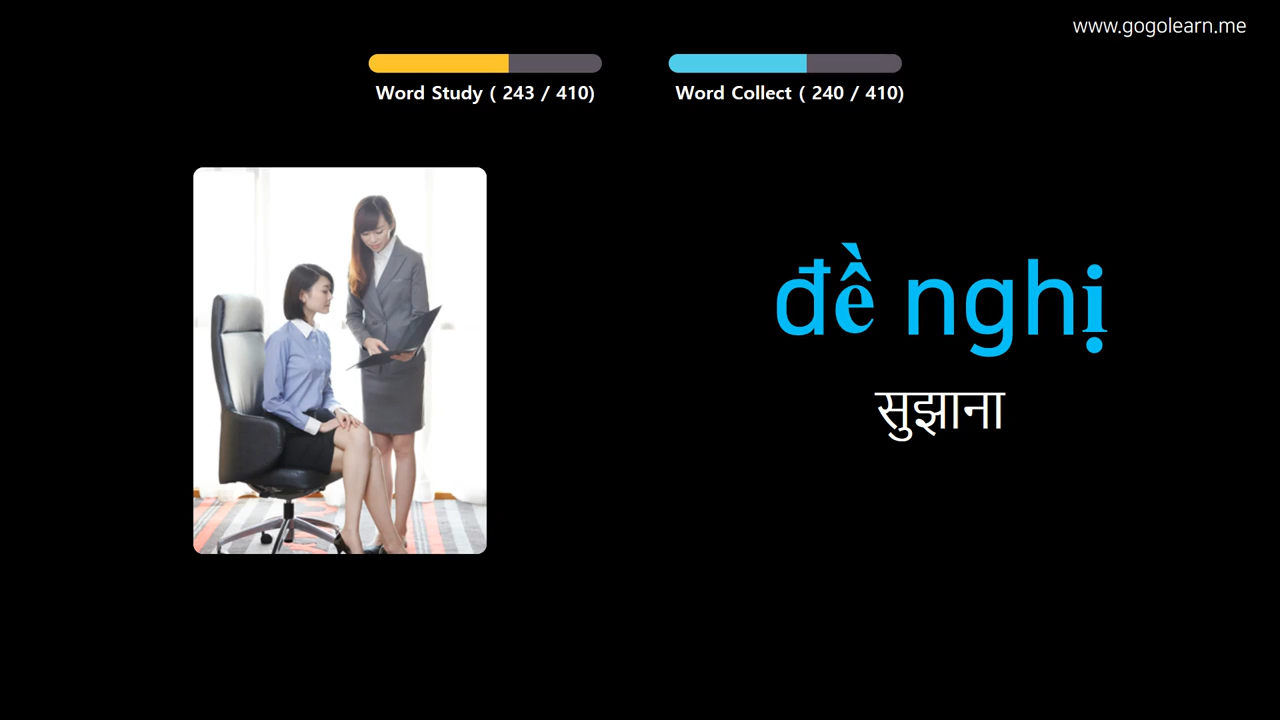 www.gogolearn.me
Word Study ( 243 / 410)
Word Collect ( 240 / 410)
đề nghị
सुझाना